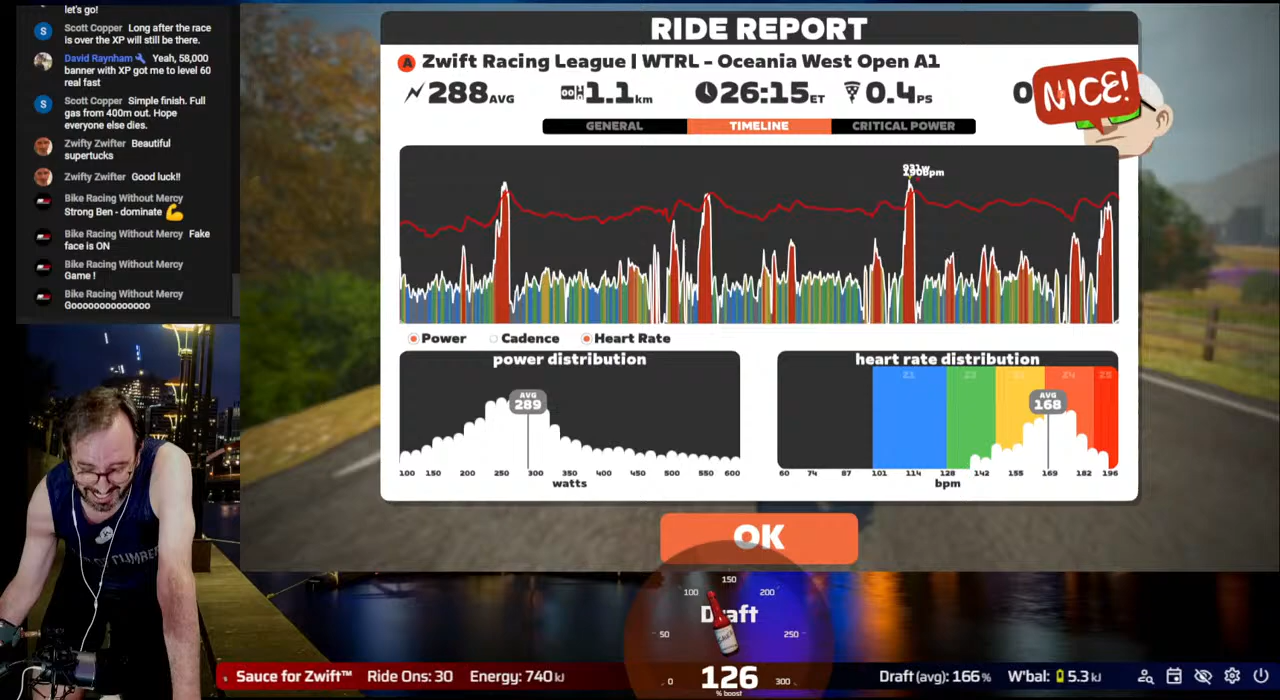 let's go!
Scott Copper Long after the race
is over the XP will still be there.
David Raynham Yeah, 58,000
banner with XP got me to level 60
real fast
Scott Copper Simple finish. Full
gas from 400m out. Hope
everyone else dies.
Zwifty Zwifter Beautiful
supertucks
Zwifty Zwifter Good luck!!
Bike Racing Without Mercy
Strong Ben - dominate 💪
Bike Racing Without Mercy Fake
face is ON
Bike Racing Without Mercy
Game !
Bike Racing Without Mercy
Gooooooooooooo
RIDE REPORT
A Zwift Racing League | WTRL - Oceania West Open A1
288 AVG 1.1 km 26:15 ET 0.4 PS 0
NICE!
GENERAL TIMELINE CRITICAL POWER
931w
190bpm
Power Cadence Heart Rate
power distribution
AVG
289
100 150 200 250 300 350 400 450 500 550 600
watts
heart rate distribution
Z1 Z3 Z4 Z5
AVG
168
60 74 87 101 114 128 142 155 169 182 196
bpm
OK
0 50 100 150 200 250 300
Draft
126
% boost
Sauce for Zwift™ Ride Ons: 30 Energy: 740 kJ Draft (avg): 166% W'bal: 5.3 kJ